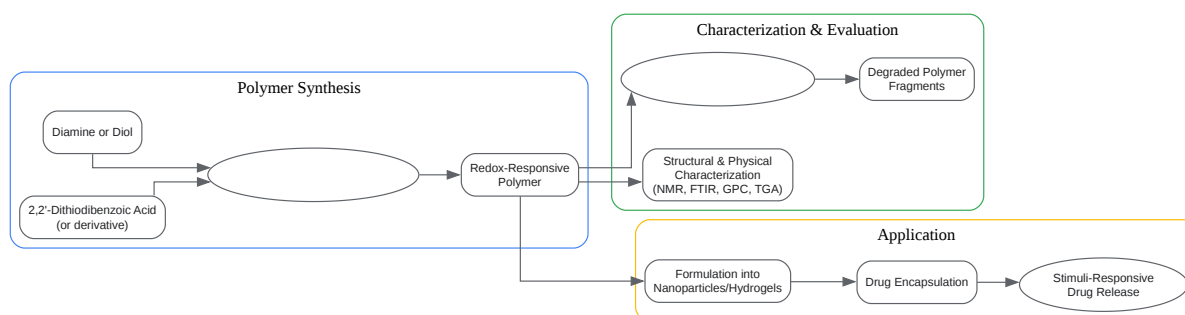 Characterization & Evaluation
Polymer Synthesis
Degraded Polymer
Fragments
Diamine or Diol
Redox-Responsive
Polymer
Structural & Physical
Characterization
(NMR, FTIR, GPC, TGA)
2,2'-Dithiodibenzoic Acid
(or derivative)
Application
Formulation into
Nanoparticles/Hydrogels
Drug Encapsulation
Stimuli-Responsive
Drug Release